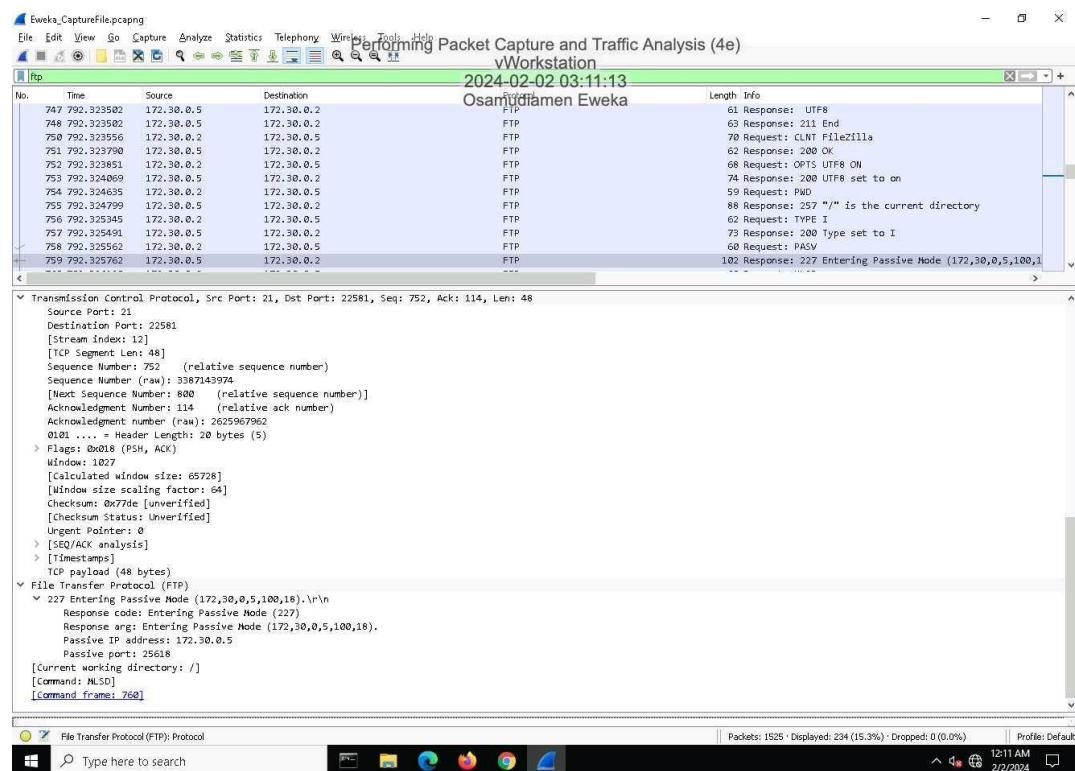 Eweka_CaptureFile.pcapng
File Edit View Go Capture Analyze Statistics Telephony Wireless Tools Help
Performing Packet Capture and Traffic Analysis (4e)
vWorkstation
2024-02-02 03:11:13
Osamudiamen Eweka
ftp
No. Time Source Destination Protocol Length Info
747 792.323502 172.30.0.5 172.30.0.2 FTP 61 Response: UTF8
748 792.323502 172.30.0.5 172.30.0.2 FTP 63 Response: 211 End
750 792.323556 172.30.0.2 172.30.0.5 FTP 70 Request: CLNT FileZilla
751 792.323790 172.30.0.5 172.30.0.2 FTP 62 Response: 200 OK
752 792.323851 172.30.0.2 172.30.0.5 FTP 68 Request: OPTS UTF8 ON
753 792.324069 172.30.0.5 172.30.0.2 FTP 74 Response: 200 UTF8 set to on
754 792.324635 172.30.0.2 172.30.0.5 FTP 59 Request: PWD
755 792.324799 172.30.0.5 172.30.0.2 FTP 88 Response: 257 "/" is the current directory
756 792.325345 172.30.0.2 172.30.0.5 FTP 62 Request: TYPE I
757 792.325491 172.30.0.5 172.30.0.2 FTP 73 Response: 200 Type set to I
758 792.325562 172.30.0.2 172.30.0.5 FTP 60 Request: PASV
759 792.325762 172.30.0.5 172.30.0.2 FTP 102 Response: 227 Entering Passive Mode (172,30,0,5,100,1
Transmission Control Protocol, Src Port: 21, Dst Port: 22581, Seq: 752, Ack: 114, Len: 48
Source Port: 21
Destination Port: 22581
[Stream index: 12]
[TCP Segment Len: 48]
Sequence Number: 752 (relative sequence number)
Sequence Number (raw): 3387143974
[Next Sequence Number: 800 (relative sequence number)]
Acknowledgment Number: 114 (relative ack number)
Acknowledgment number (raw): 2625967962
0101 .... = Header Length: 20 bytes (5)
Flags: 0x018 (PSH, ACK)
Window: 1027
[Calculated window size: 65728]
[Window size scaling factor: 64]
Checksum: 0x77de [unverified]
[Checksum Status: Unverified]
Urgent Pointer: 0
[SEQ/ACK analysis]
[Timestamps]
TCP payload (48 bytes)
File Transfer Protocol (FTP)
227 Entering Passive Mode (172,30,0,5,100,18).\r\n
Response code: Entering Passive Mode (227)
Response arg: Entering Passive Mode (172,30,0,5,100,18).
Passive IP address: 172.30.0.5
Passive port: 25618
[Current working directory: /]
[Command: MLSD]
[Command frame: 760]
File Transfer Protocol (FTP): Protocol Packets: 1525 · Displayed: 234 (15.3%) · Dropped: 0 (0.0%) Profile: Default
Type here to search
12:11 AM
2/2/2024